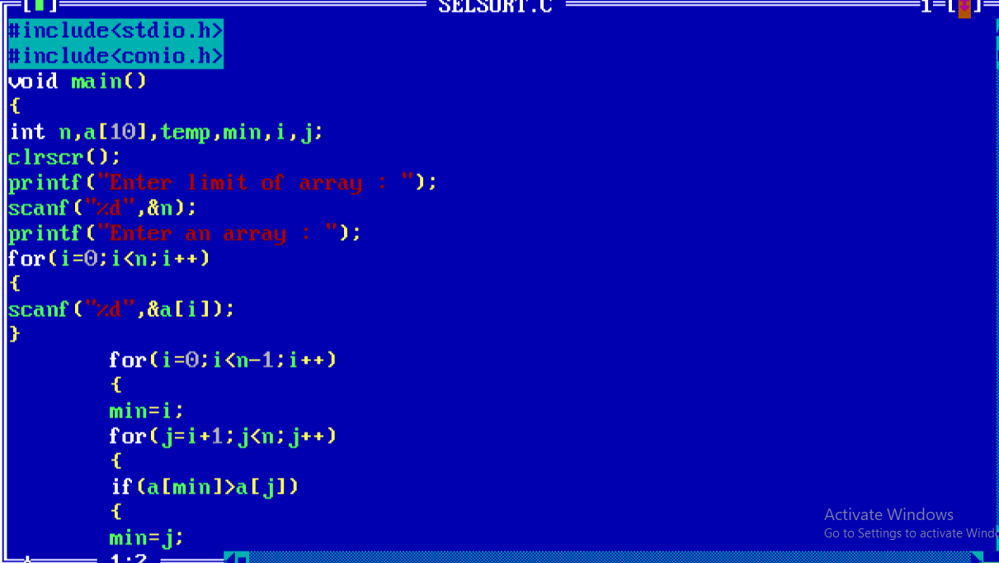 SELSORT.C 1
#include<stdio.h>
#include<conio.h>
void main()
{
int n,a[10],temp,min,i,j;
clrscr();
printf("Enter limit of array : ");
scanf("%d",&n);
printf("Enter an array : ");
for(i=0;i<n;i++)
{
scanf("%d",&a[i]);
}
for(i=0;i<n-1;i++)
{
min=i;
for(j=i+1;j<n;j++)
{
if(a[min]>a[j])
{
min=j;
Activate Windows
Go to Settings to activate Wind
1:2